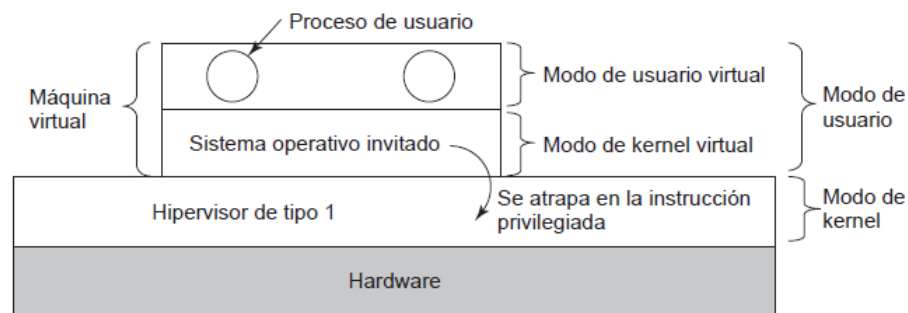 Proceso de usuario
Máquina
virtual
Modo de usuario virtual
Modo de
usuario
Sistema operativo invitado
Modo de kernel virtual
Hipervisor de tipo 1
Se atrapa en la instrucción
privilegiada
Modo de
kernel
Hardware